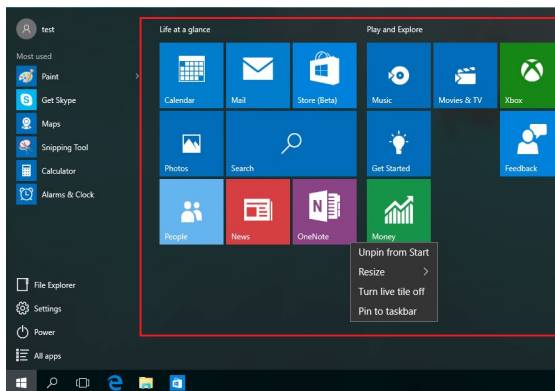 test
Most used
Paint
Get Skype
Maps
Snipping Tool
Calculator
Alarms & Clock
File Explorer
Settings
Power
All apps
Life at a glance
Calendar
Mail
Store (Beta)
Photos
Search
People
News
OneNote
Play and Explore
Music
Movies & TV
Xbox
Get Started
Feedback
Money
Unpin from Start
Resize
Turn live tile off
Pin to taskbar